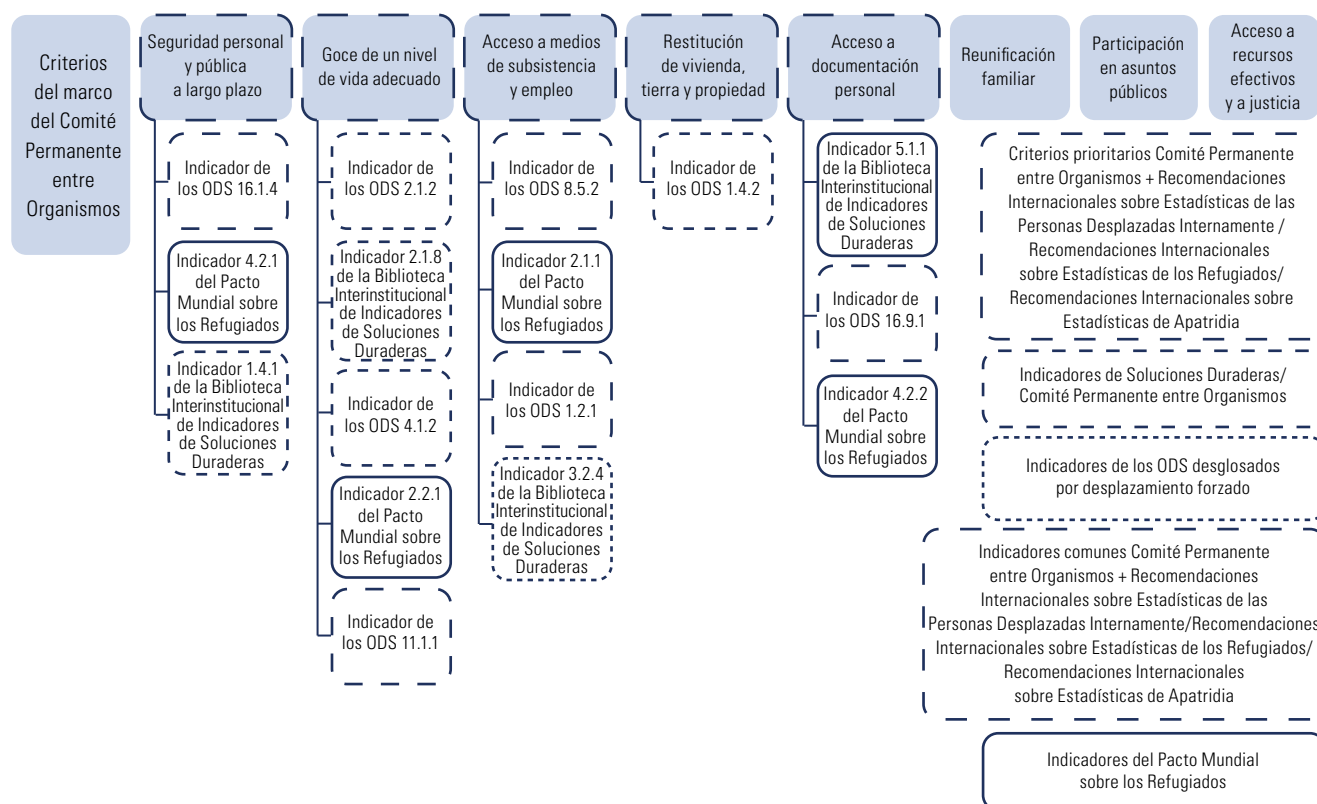 Criterios
del marco
del Comité
Permanente
entre
Organismos
Seguridad personal
y pública
a largo plazo
Goce de un nivel
de vida adecuado
Acceso a medios
de subsistencia
y empleo
Restitución
de vivienda,
tierra y propiedad
Acceso a
documentación
personal
Reunificación
familiar
Participación
en asuntos
públicos
Acceso a
recursos
efectivos
y a justicia
Indicador de
los ODS 16.1.4
Indicador 4.2.1
del Pacto
Mundial sobre
los Refugiados
Indicador 1.4.1
de la Biblioteca
Interinstitucional
de Indicadores
de Soluciones
Duraderas
Indicador de
los ODS 2.1.2
Indicador 2.1.8
de la Biblioteca
Interinstitucional
de Indicadores
de Soluciones
Duraderas
Indicador de
los ODS 4.1.2
Indicador 2.2.1
del Pacto
Mundial sobre
los Refugiados
Indicador de
los ODS 11.1.1
Indicador de
los ODS 8.5.2
Indicador 2.1.1
del Pacto
Mundial sobre
los Refugiados
Indicador de
los ODS 1.2.1
Indicador 3.2.4
de la Biblioteca
Interinstitucional
de Indicadores
de Soluciones
Duraderas
Indicador de
los ODS 1.4.2
Indicador 5.1.1
de la Biblioteca
Interinstitucional
de Indicadores
de Soluciones
Duraderas
Indicador de
los ODS 16.9.1
Indicador 4.2.2
del Pacto
Mundial sobre
los Refugiados
Criterios prioritarios Comité Permanente
entre Organismos + Recomendaciones
Internacionales sobre Estadísticas de las
Personas Desplazadas Internamente /
Recomendaciones Internacionales
sobre Estadísticas de los Refugiados/
Recomendaciones Internacionales sobre
Estadísticas de Apatridia
Indicadores de Soluciones Duraderas/
Comité Permanente entre Organismos
Indicadores de los ODS desglosados
por desplazamiento forzado
Indicadores comunes Comité Permanente
entre Organismos + Recomendaciones
Internacionales sobre Estadísticas de las
Personas Desplazadas Internamente/Recomendaciones
Internacionales sobre Estadísticas de los Refugiados/
Recomendaciones Internacionales
sobre Estadísticas de Apatridia
Indicadores del Pacto Mundial
sobre los Refugiados